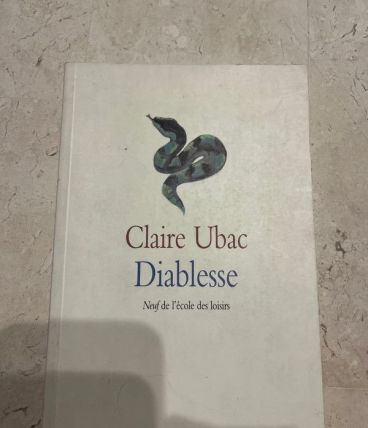 Claire Ubac
Diablesse
Neuf de l'école des loisirs